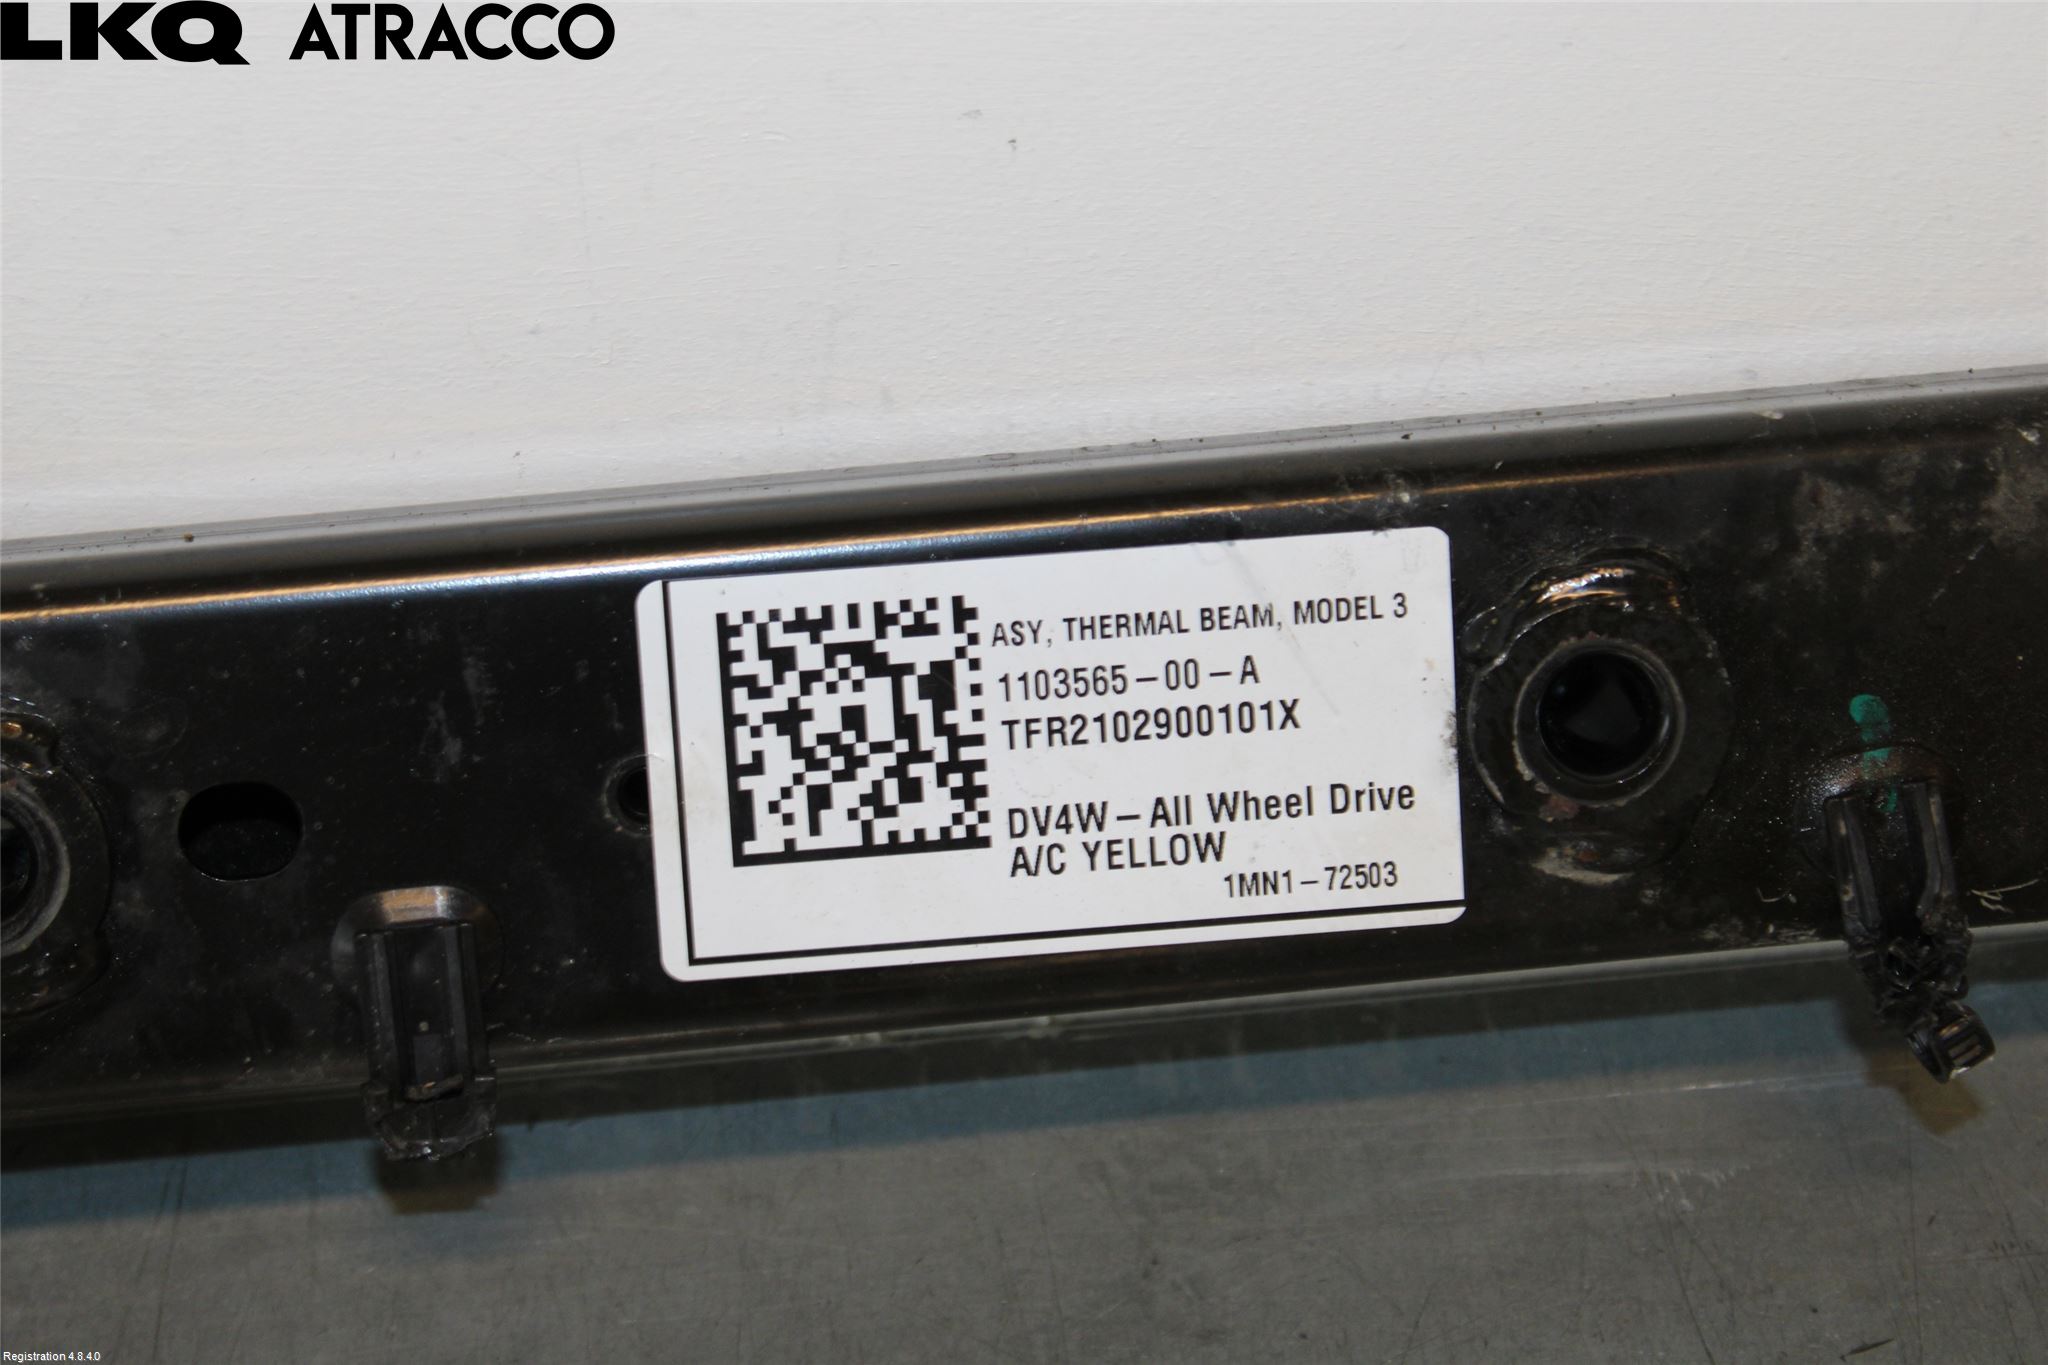 LKQ ATRACCO
ASY, THERMAL BEAM, MODEL 3
1103565-00-A
TFR2102900101X
DV4W-All Wheel Drive
A/C YELLOW
1MN1-72503
Registration 4.8.4.0